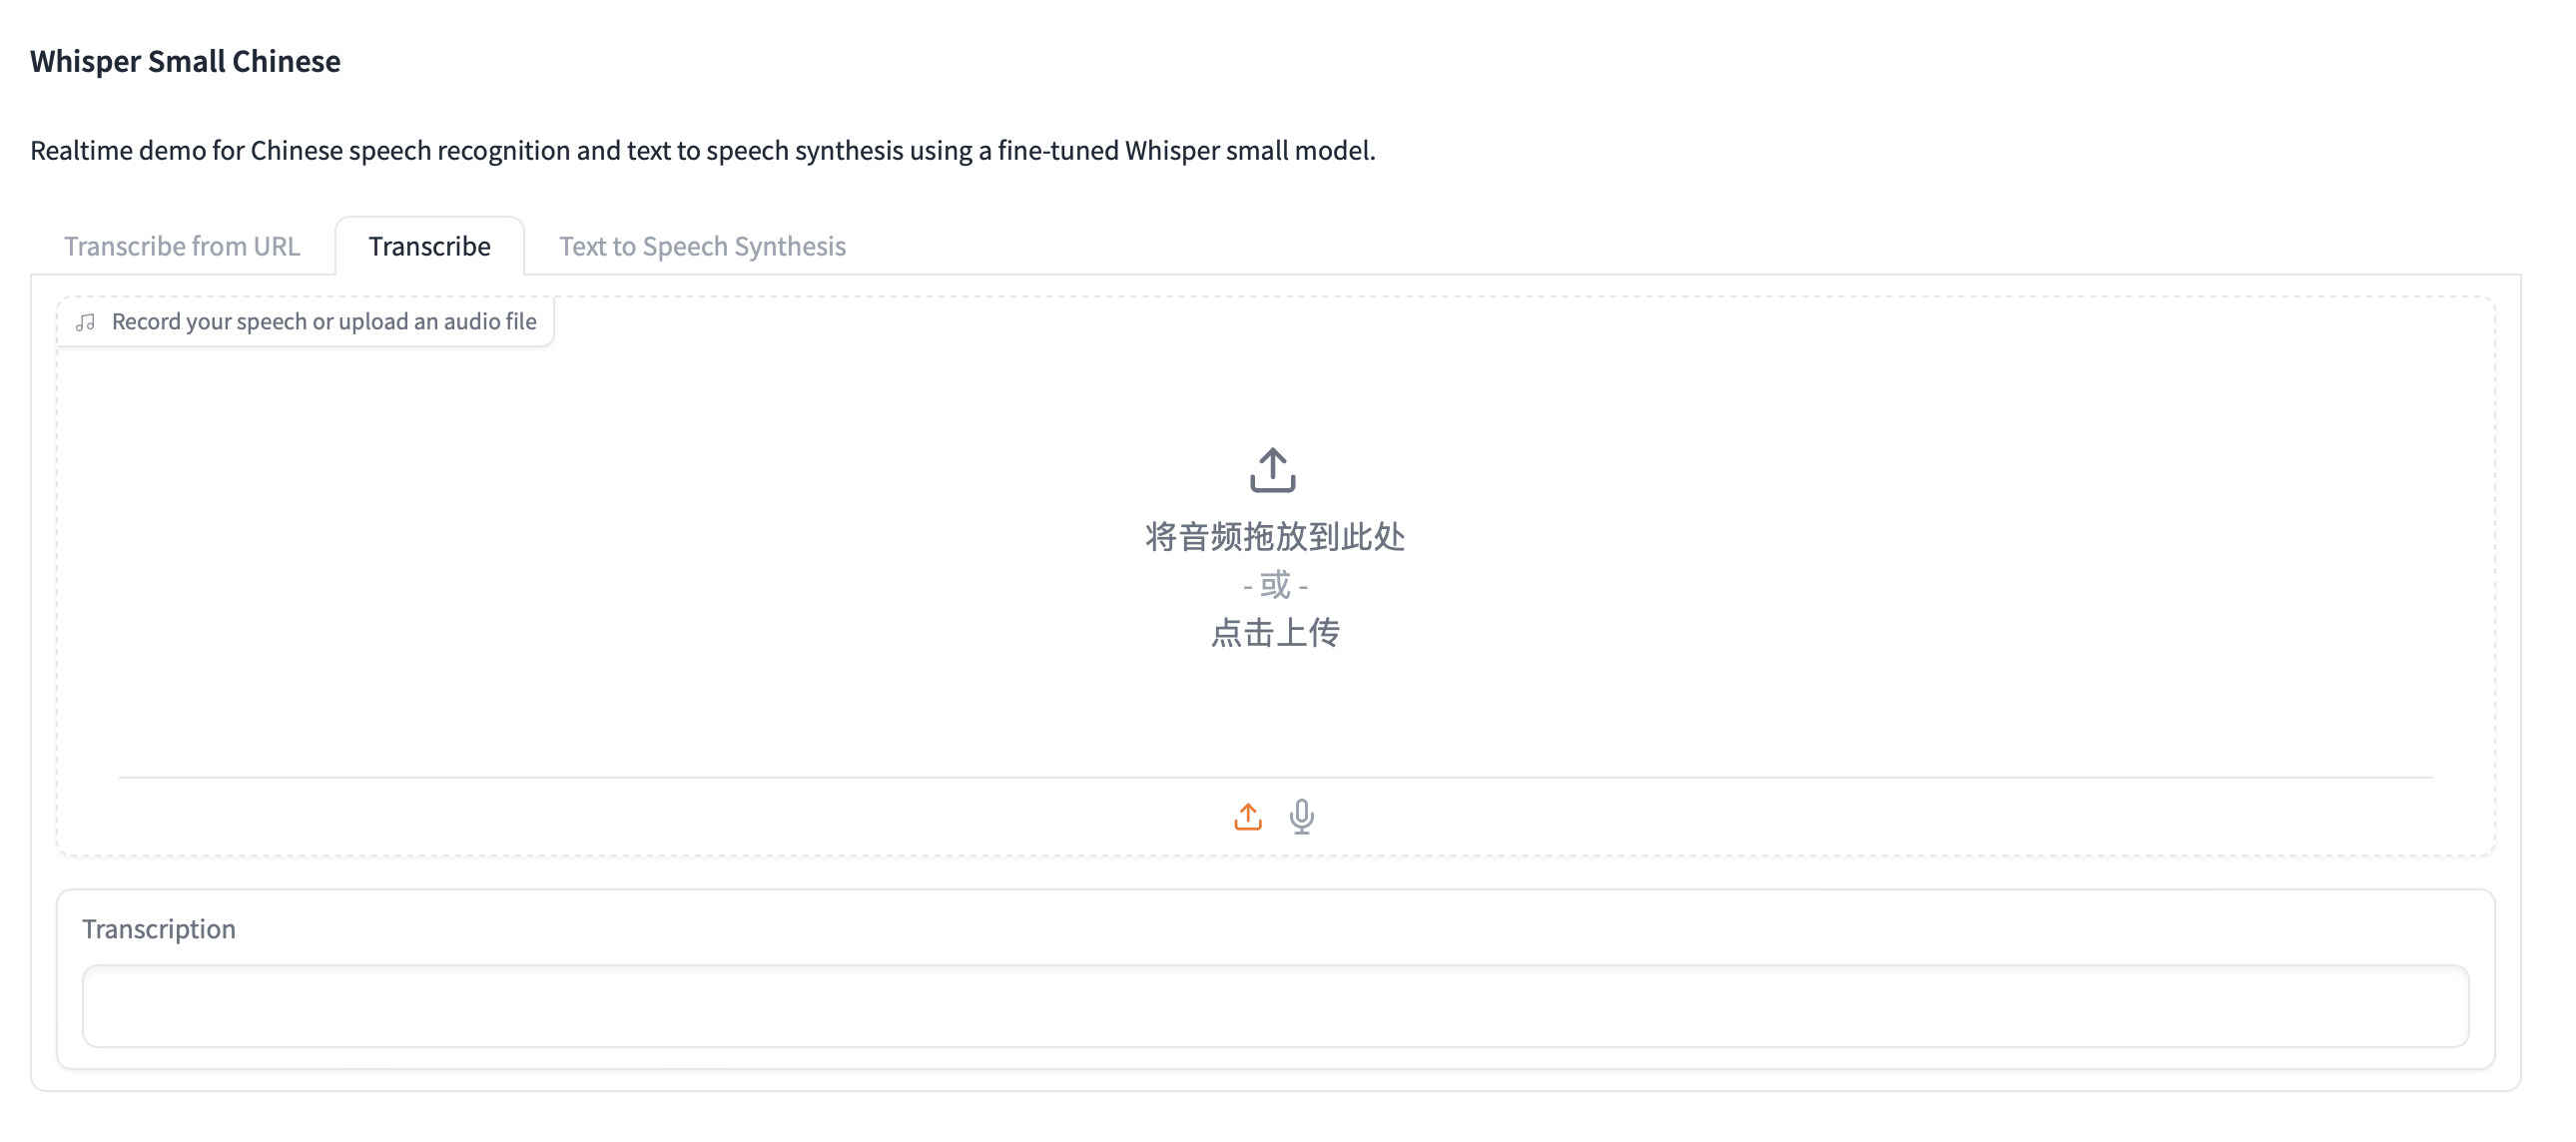 Whisper Small Chinese
Realtime demo for Chinese speech recognition and text to speech synthesis using a fine-tuned Whisper small model.
Transcribe from URL
Transcribe
Text to Speech Synthesis
Record your speech or upload an audio file
将音频拖放到此处
- 或 -
点击上传
Transcription